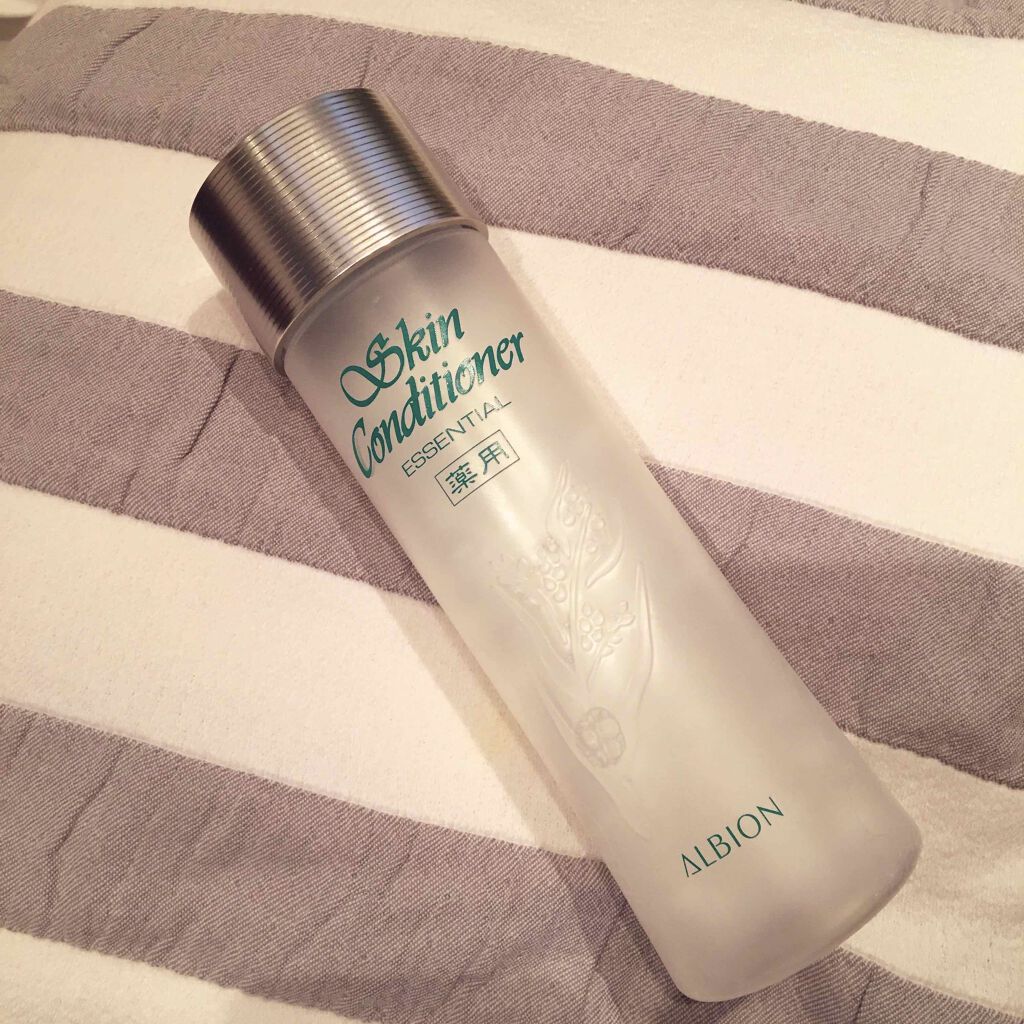 Skin
Conditioner
ESSENTIAL
薬用
ALBION